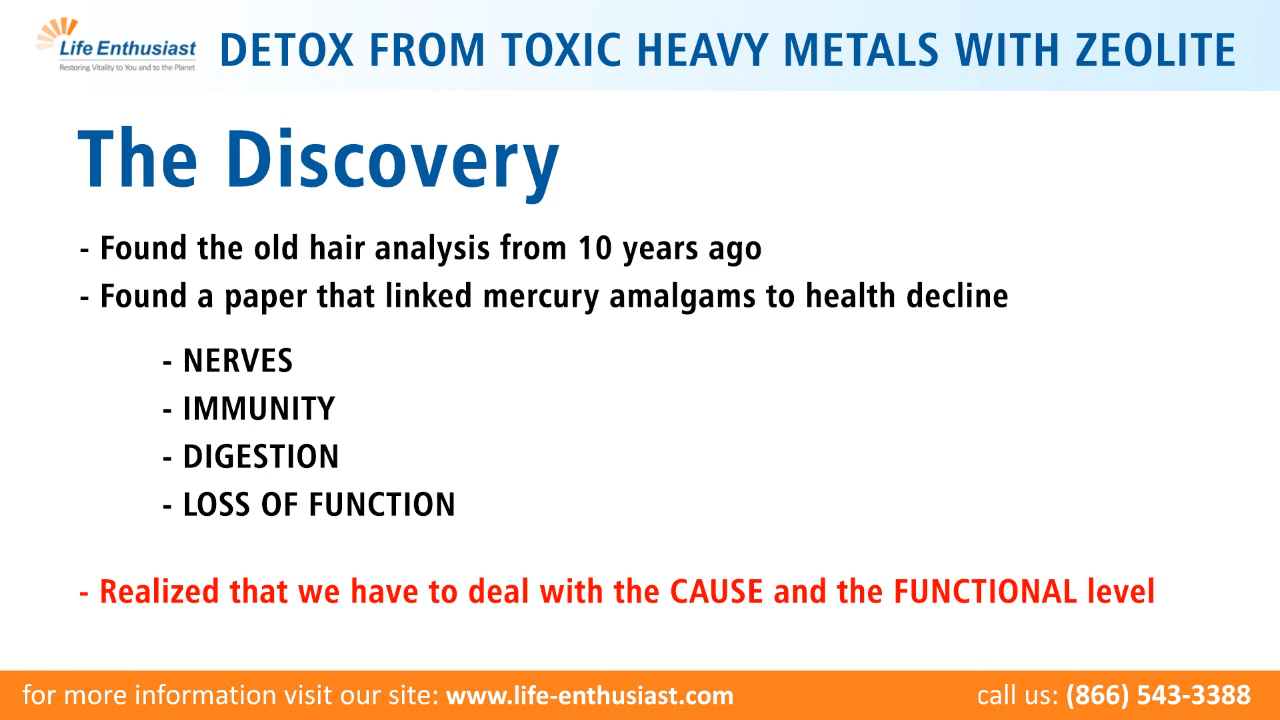 Life Enthusiast
Restoring Vitality to You and to the Planet
DETOX FROM TOXIC HEAVY METALS WITH ZEOLITE
The Discovery
- Found the old hair analysis from 10 years ago
- Found a paper that linked mercury amalgams to health decline
- NERVES
- IMMUNITY
- DIGESTION
- LOSS OF FUNCTION
- Realized that we have to deal with the CAUSE and the FUNCTIONAL level
for more information visit our site: www.life-enthusiast.com call us: (866) 543-3388